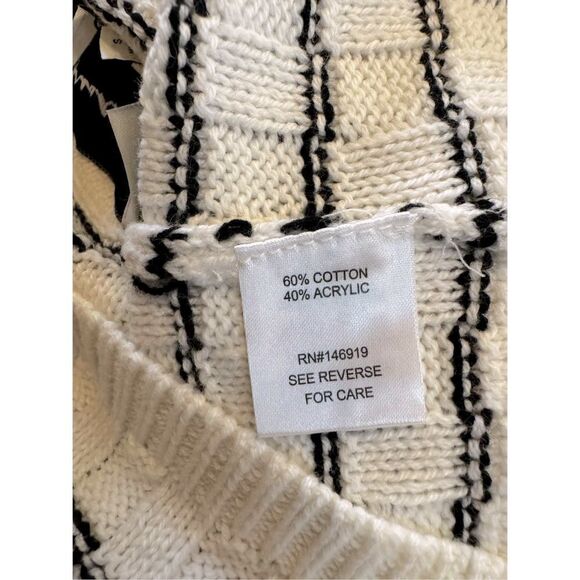 60% COTTON
40% ACRYLIC
RN#146919
SEE REVERSE
FOR CARE